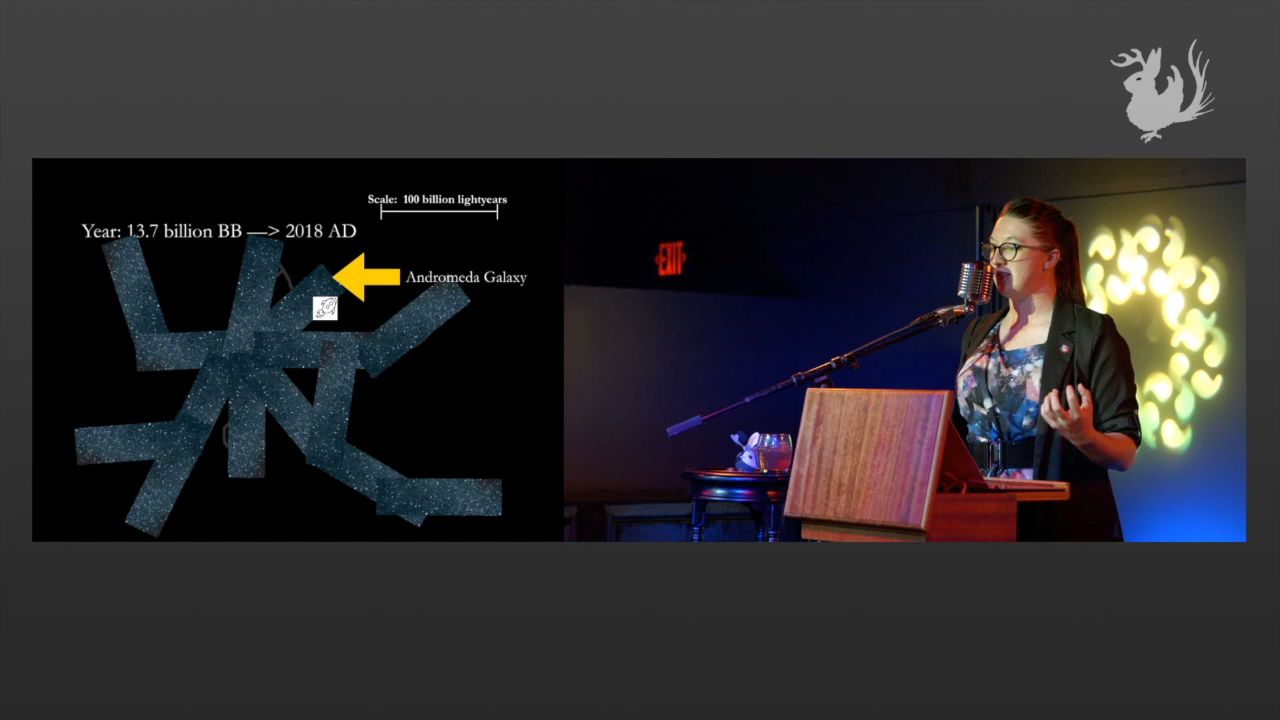 Scale: 100 billion lightyears
Year: 13.7 billion BB —> 2018 AD
Andromeda Galaxy
EXIT